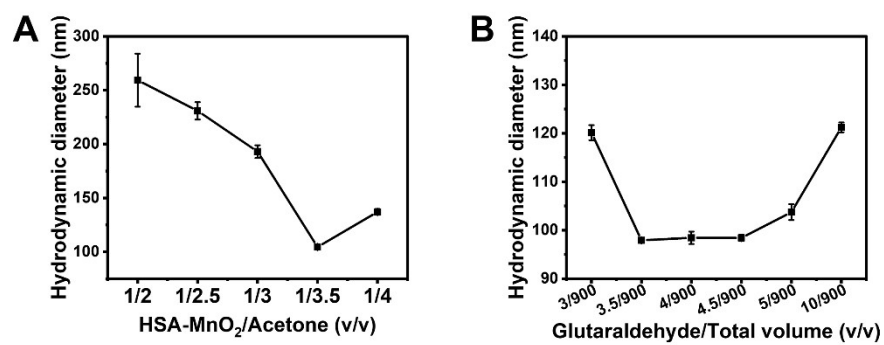 A
Hydrodynamic diameter (nm)
300
250
200
150
100
1/2 1/2.5 1/3 1/3.5 1/4
HSA-MnO₂/Acetone (v/v)
B
Hydrodynamic diameter (nm)
140
130
120
110
100
90
3/900 3.5/900 4/900 4.5/900 5/900 10/900
Glutaraldehyde/Total volume (v/v)